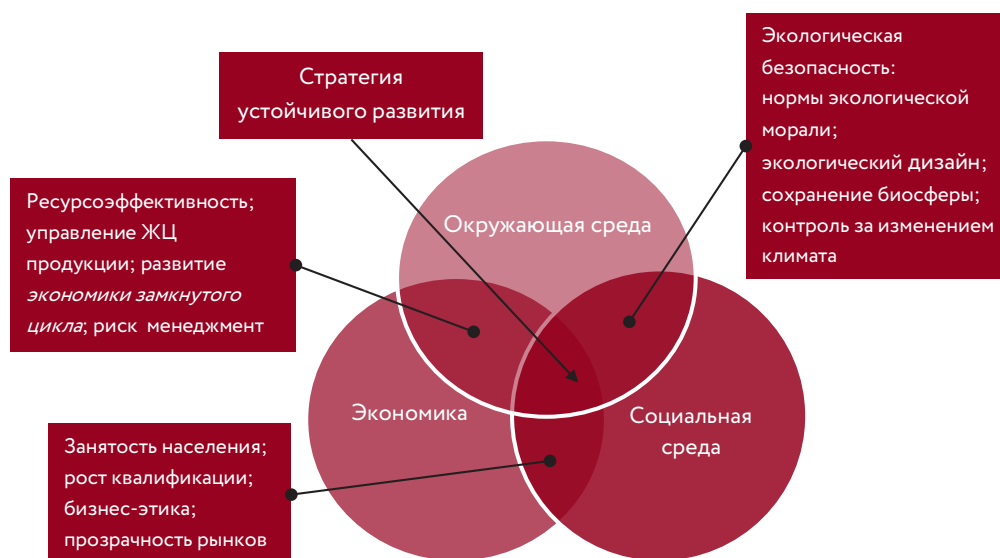 Стратегия
устойчивого развития
Экологическая
безопасность:
нормы экологической
морали;
экологический дизайн;
сохранение биосферы;
контроль за изменением
климата
Ресурсоэффективность;
управление ЖЦ
продукции; развитие
экономики замкнутого
цикла; риск менеджмент
Окружающая среда
Экономика
Социальная
среда
Занятость населения;
рост квалификации;
бизнес-этика;
прозрачность рынков